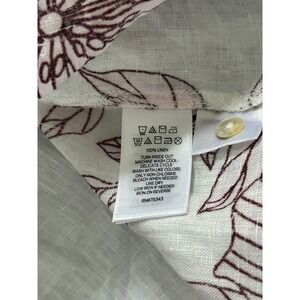 100% LINEN
TURN INSIDE OUT
MACHINE WASH COOL
DELICATE CYCLE
WASH WITH LIKE COLORS
ONLY NON-CHLORINE
BLEACH WHEN NEEDED
LINE DRY
LOW IRON IF NEEDED
IRON ON REVERSE
RN#75343